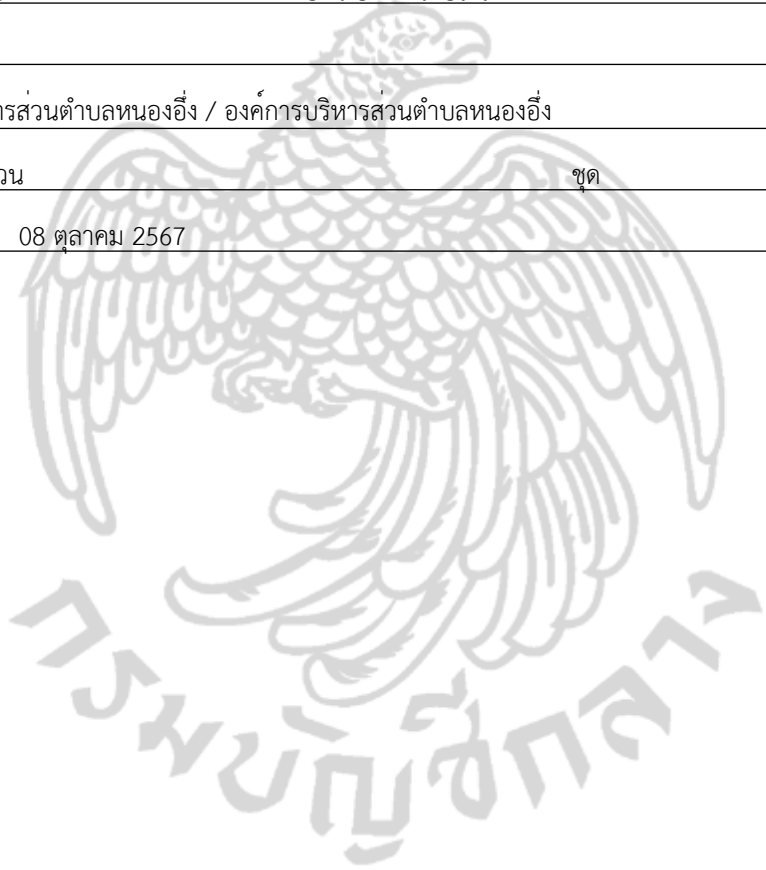 ารส่วนตำบลหนองอึ่ง / องค์การบริหารส่วนตำบลหนองอึ่ง
วน ชุด
08 ตุลาคม 2567
กรมบัญชีกลาง